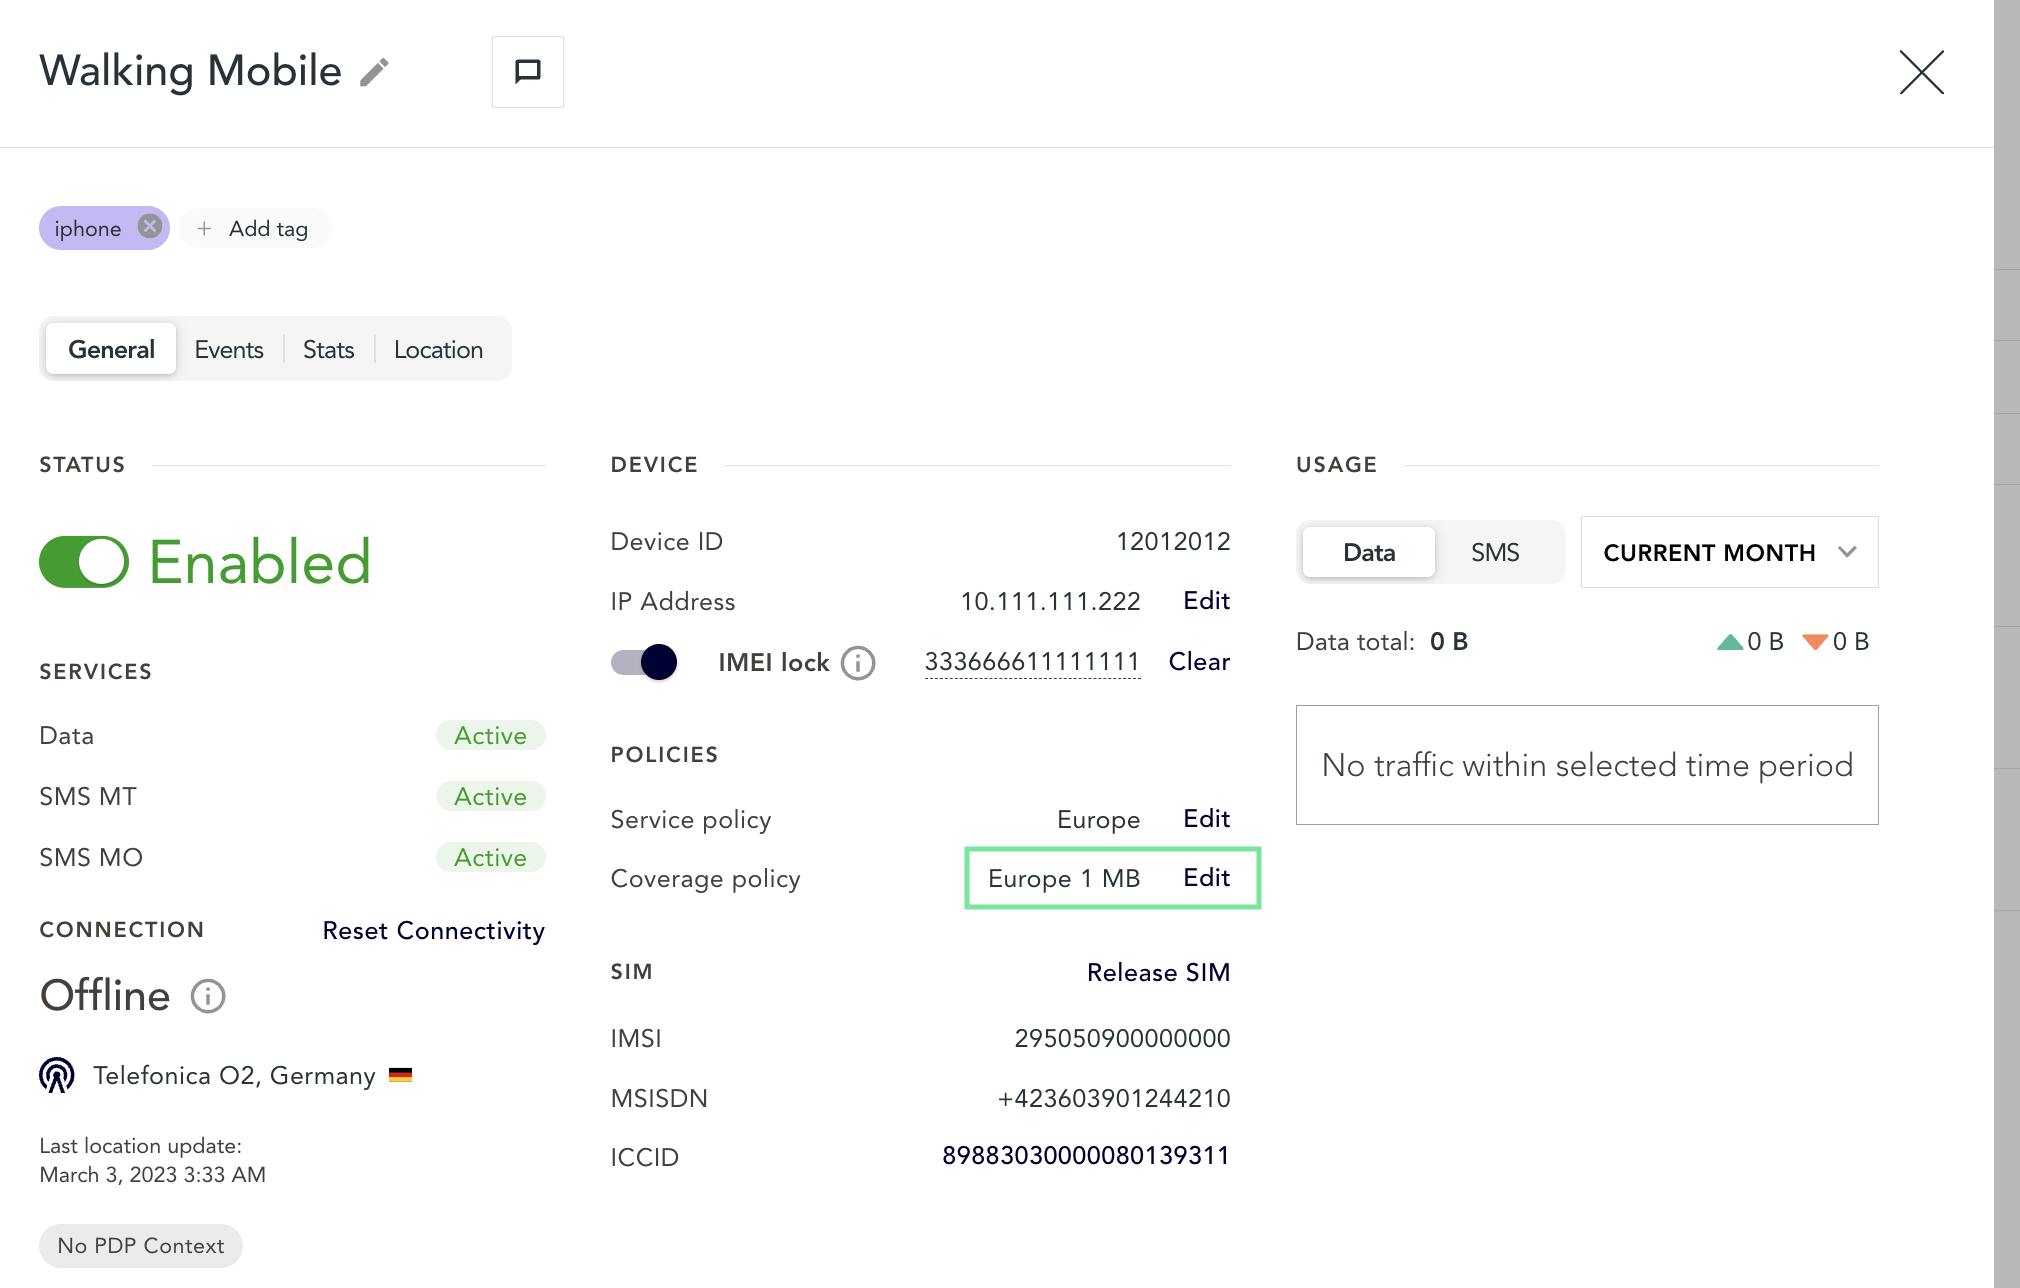 Walking Mobile
iphone
+ Add tag
General
Events
Stats
Location
STATUS
Enabled
SERVICES
Data Active
SMS MT Active
SMS MO Active
CONNECTION Reset Connectivity
Offline
Telefonica O2, Germany
Last location update:
March 3, 2023 3:33 AM
No PDP Context
DEVICE
Device ID 12012012
IP Address 10.111.111.222 Edit
IMEI lock 333666611111111 Clear
POLICIES
Service policy Europe Edit
Coverage policy Europe 1 MB Edit
SIM Release SIM
IMSI 295050900000000
MSISDN +423603901244210
ICCID 89883030000080139311
USAGE
Data SMS CURRENT MONTH
Data total: 0 B 0 B 0 B
No traffic within selected time period